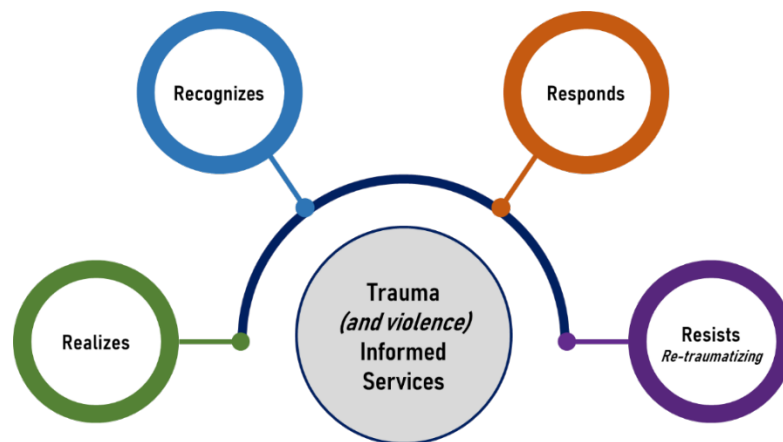 Recognizes
Responds
Realizes
Trauma
(and violence)
Informed
Services
Resists
Re-traumatizing